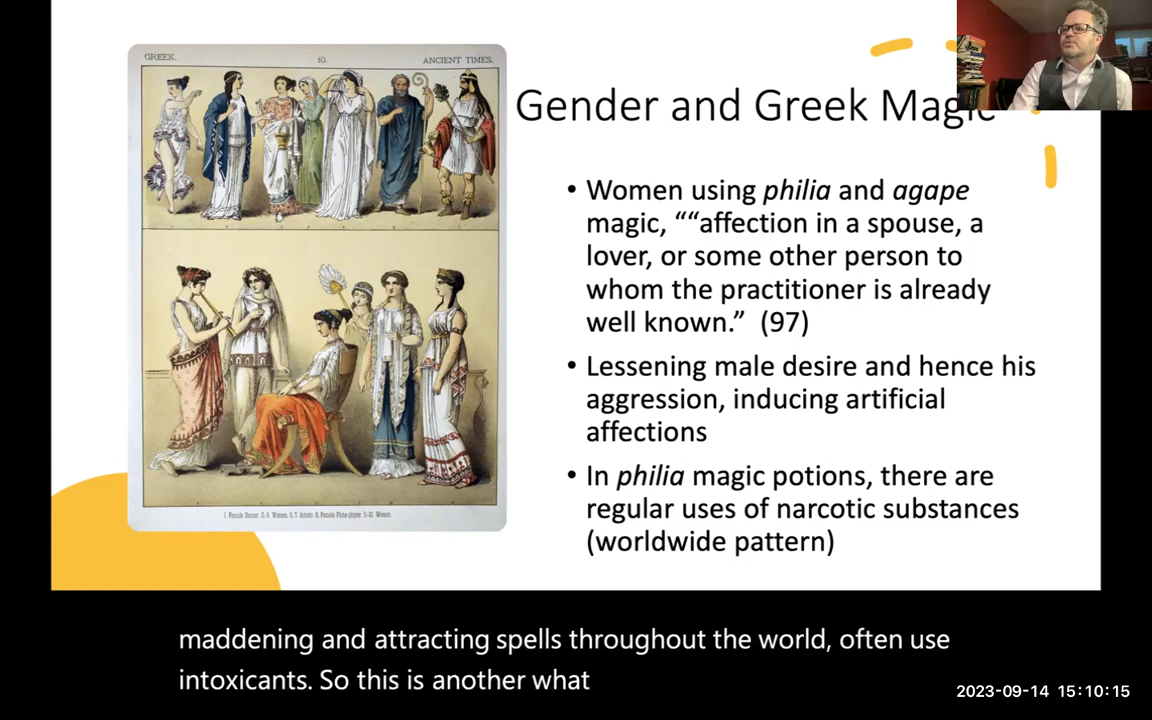 GREEK.
10.
ANCIENT TIMES.
Gender and Greek Magic
• Women using philia and agape
magic, ““affection in a spouse, a
lover, or some other person to
whom the practitioner is already
well known.” (97)
• Lessening male desire and hence his
aggression, inducing artificial
affections
• In philia magic potions, there are
regular uses of narcotic substances
(worldwide pattern)
maddening and attracting spells throughout the world, often use
intoxicants. So this is another what
2023-09-14 15:10:15